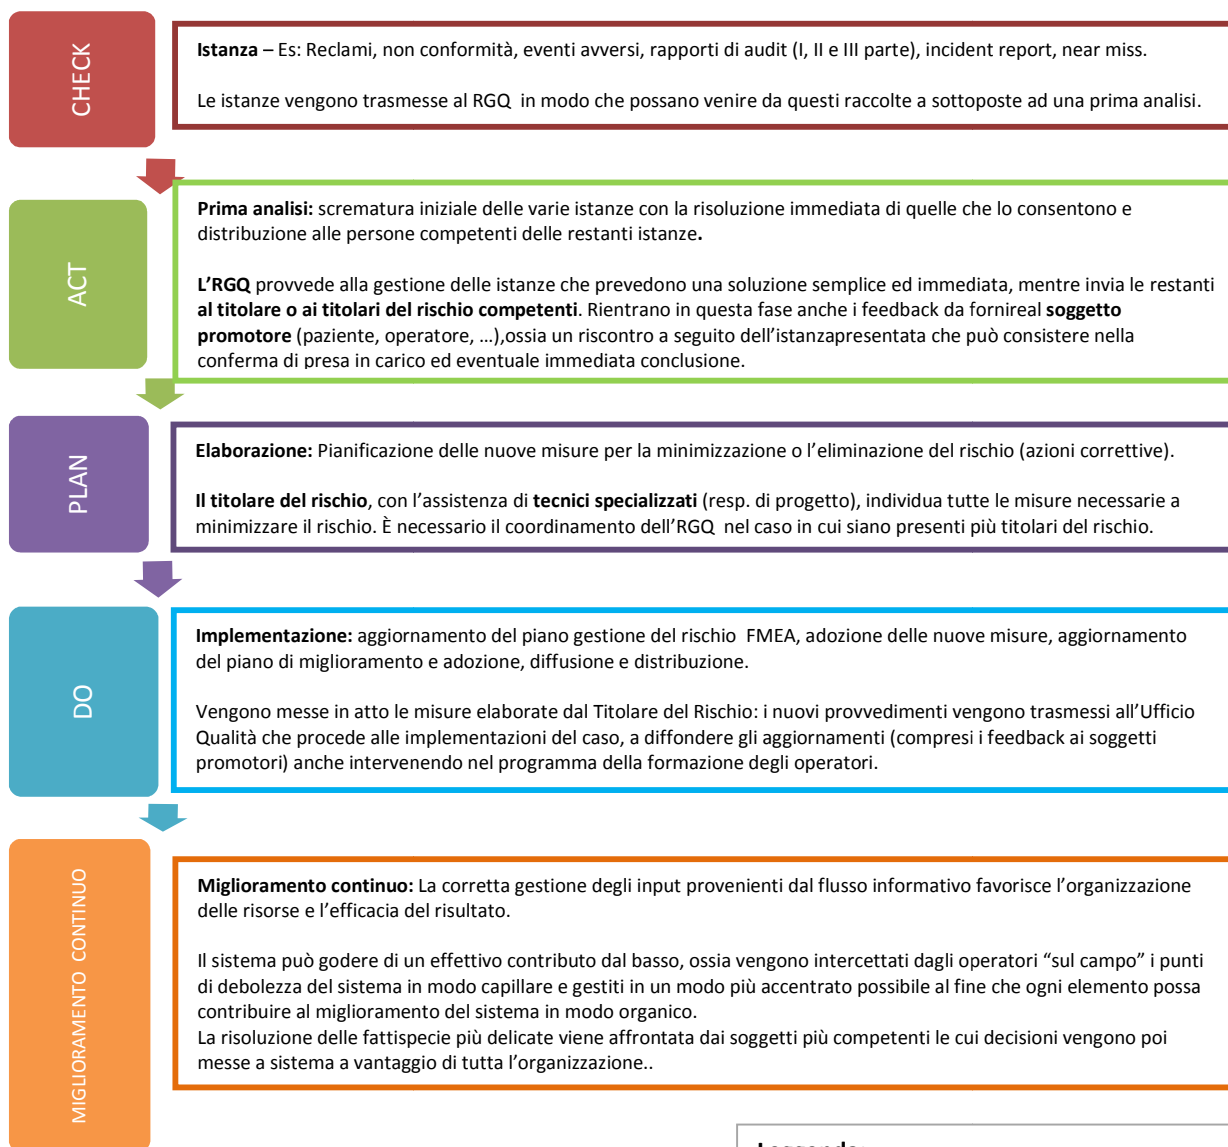 CHECK
Istanza – Es: Reclami, non conformità, eventi avversi, rapporti di audit (I, II e III parte), incident report, near miss.
Le istanze vengono trasmesse al RGQ in modo che possano venire da questi raccolte a sottoposte ad una prima analisi.
ACT
Prima analisi: scrematura iniziale delle varie istanze con la risoluzione immediata di quelle che lo consentono e
distribuzione alle persone competenti delle restanti istanze.
L’RGQ provvede alla gestione delle istanze che prevedono una soluzione semplice ed immediata, mentre invia le restanti
al titolare o ai titolari del rischio competenti. Rientrano in questa fase anche i feedback da fornireal soggetto
promotore (paziente, operatore, …),ossia un riscontro a seguito dell’istanzapresentata che può consistere nella
conferma di presa in carico ed eventuale immediata conclusione.
PLAN
Elaborazione: Pianificazione delle nuove misure per la minimizzazione o l’eliminazione del rischio (azioni correttive).
Il titolare del rischio, con l’assistenza di tecnici specializzati (resp. di progetto), individua tutte le misure necessarie a
minimizzare il rischio. È necessario il coordinamento dell’RGQ nel caso in cui siano presenti più titolari del rischio.
DO
Implementazione: aggiornamento del piano gestione del rischio FMEA, adozione delle nuove misure, aggiornamento
del piano di miglioramento e adozione, diffusione e distribuzione.
Vengono messe in atto le misure elaborate dal Titolare del Rischio: i nuovi provvedimenti vengono trasmessi all’Ufficio
Qualità che procede alle implementazioni del caso, a diffondere gli aggiornamenti (compresi i feedback ai soggetti
promotori) anche intervenendo nel programma della formazione degli operatori.
MIGLIORAMENTO CONTINUO
Miglioramento continuo: La corretta gestione degli input provenienti dal flusso informativo favorisce l’organizzazione
delle risorse e l’efficacia del risultato.
Il sistema può godere di un effettivo contributo dal basso, ossia vengono intercettati dagli operatori “sul campo” i punti
di debolezza del sistema in modo capillare e gestiti in un modo più accentrato possibile al fine che ogni elemento possa
contribuire al miglioramento del sistema in modo organico.
La risoluzione delle fattispecie più delicate viene affrontata dai soggetti più competenti le cui decisioni vengono poi
messe a sistema a vantaggio di tutta l’organizzazione..